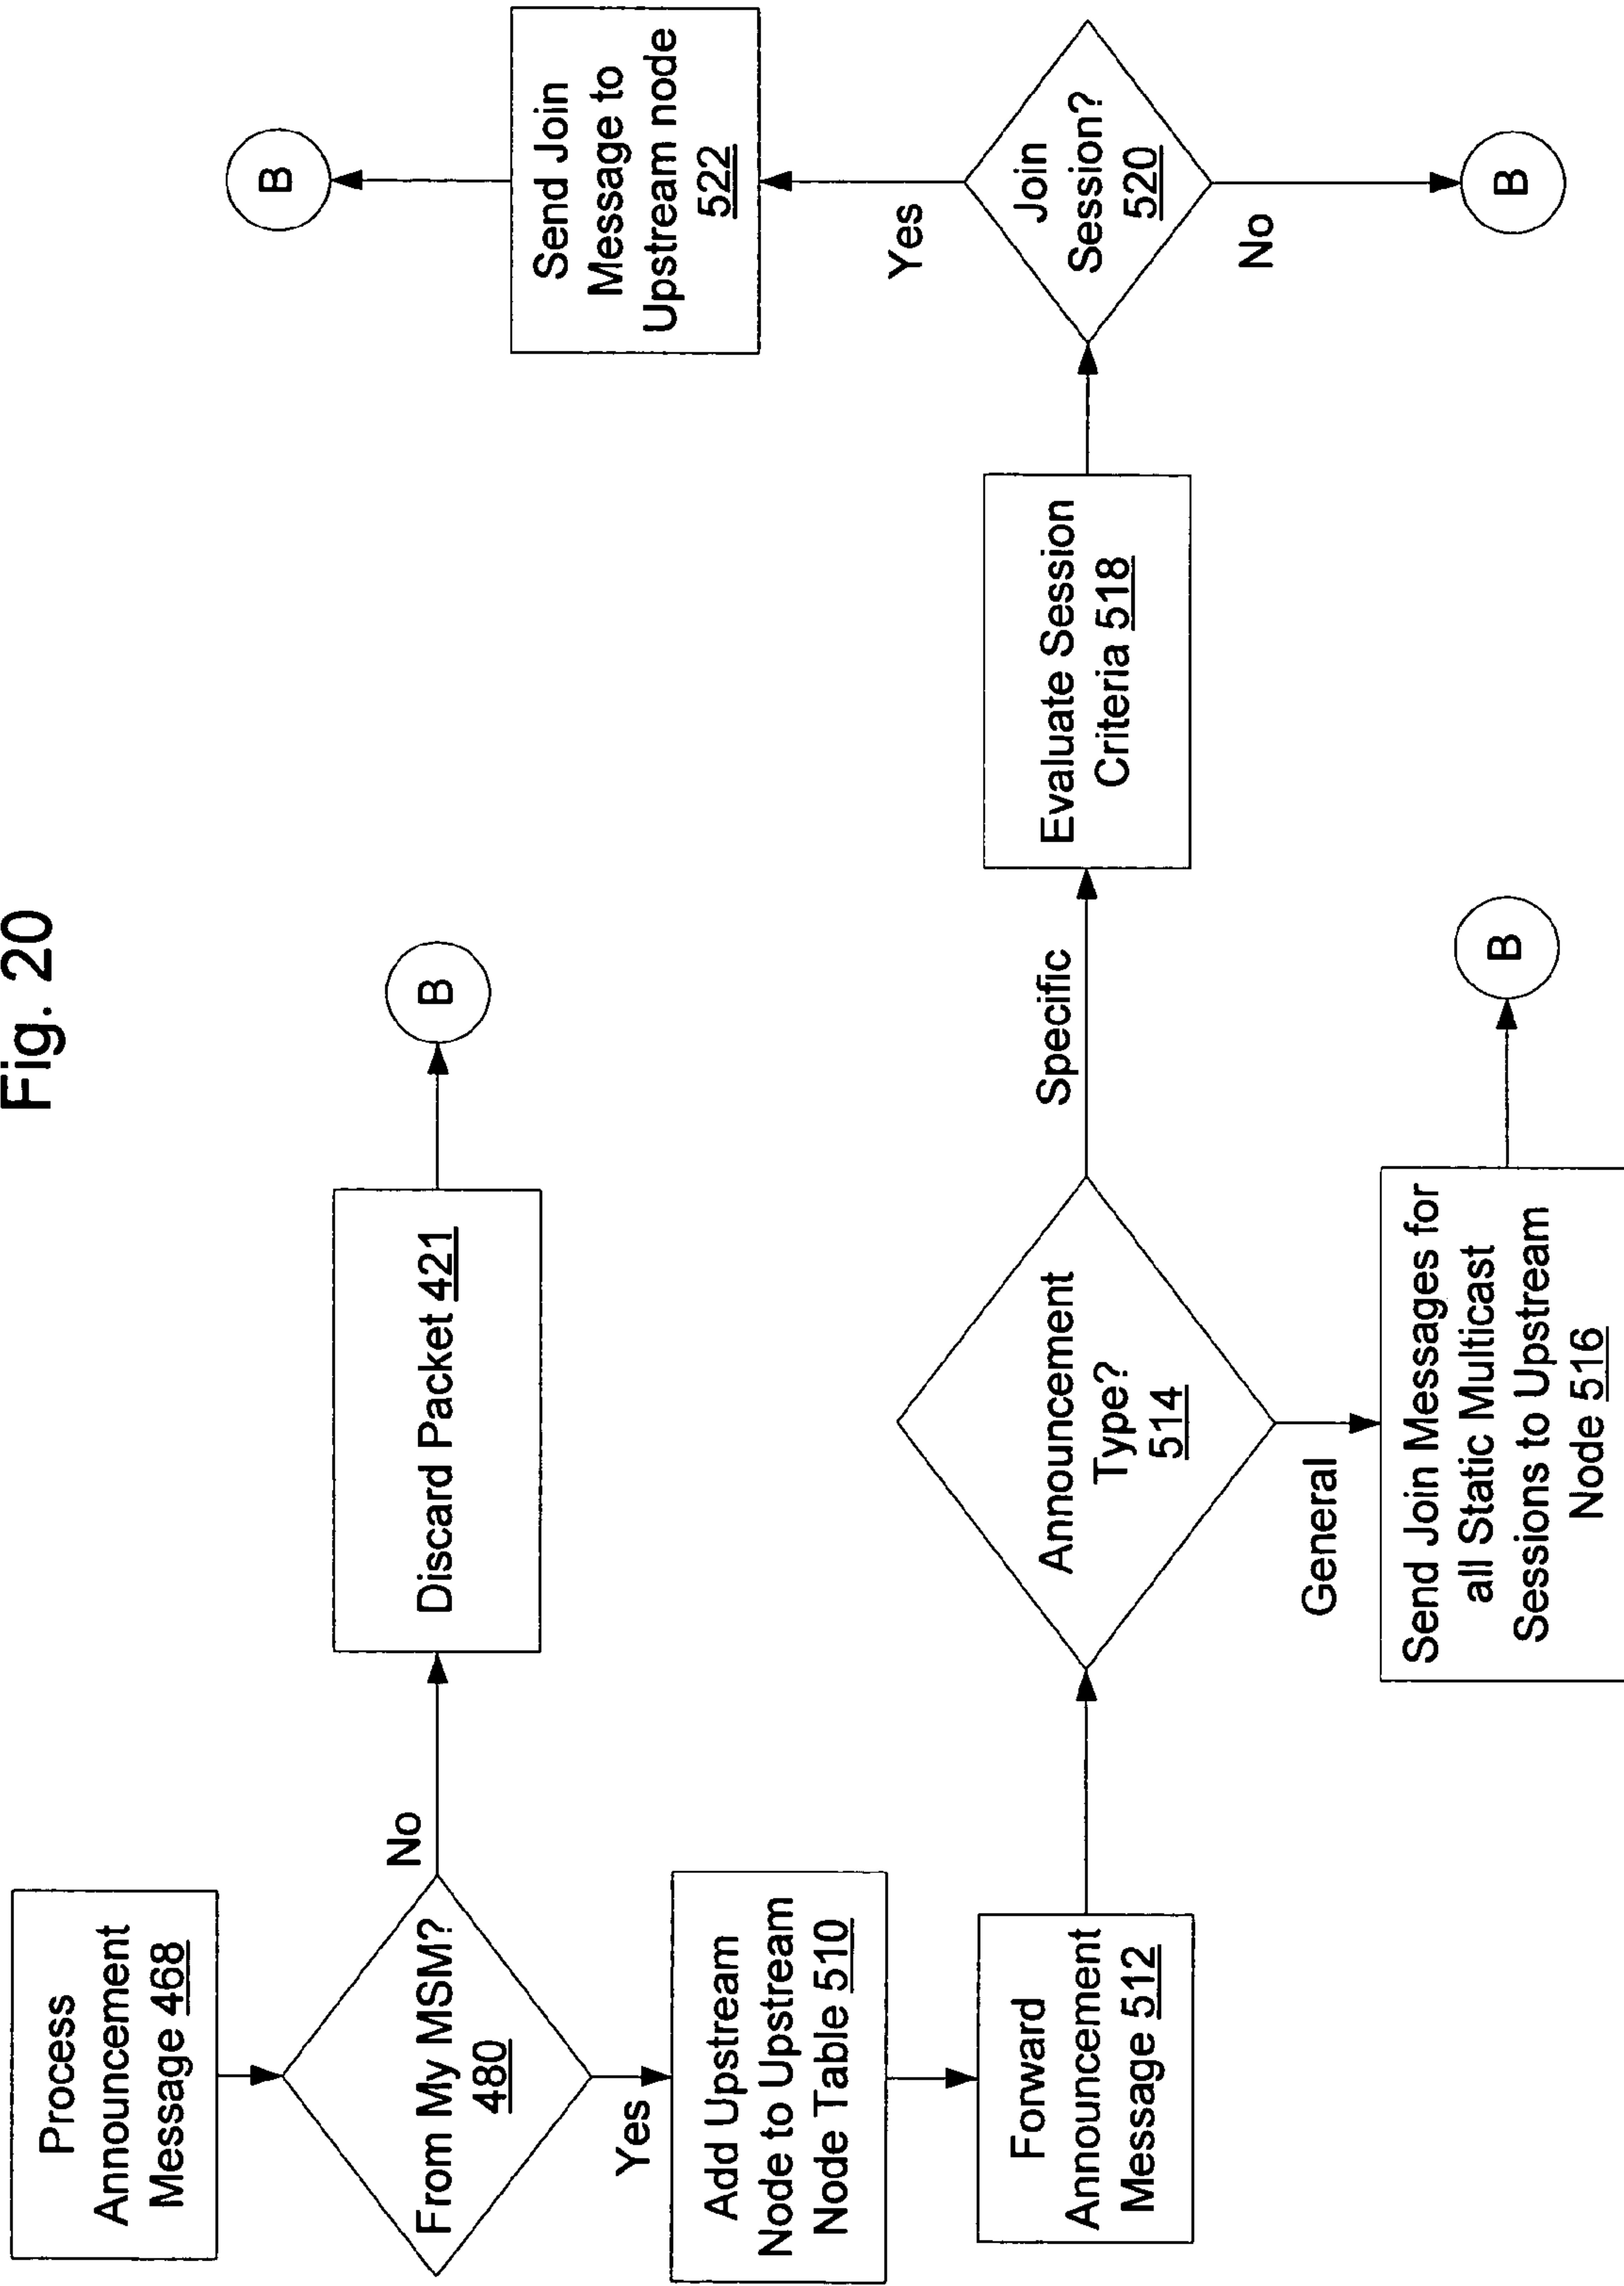 Fig. 20
Process
Announcement
Message 468
From My MSM?
480
No
Discard Packet 421
B
Yes
Add Upstream
Node to Upstream
Node Table 510
Forward
Announcement
Message 512
Announcement
Type?
514
General
Send Join Messages for
all Static Multicast
Sessions to Upstream
Node 516
B
Specific
Evaluate Session
Criteria 518
Join
Session?
520
Yes
Send Join
Message to
Upstream node
522
B
No
B